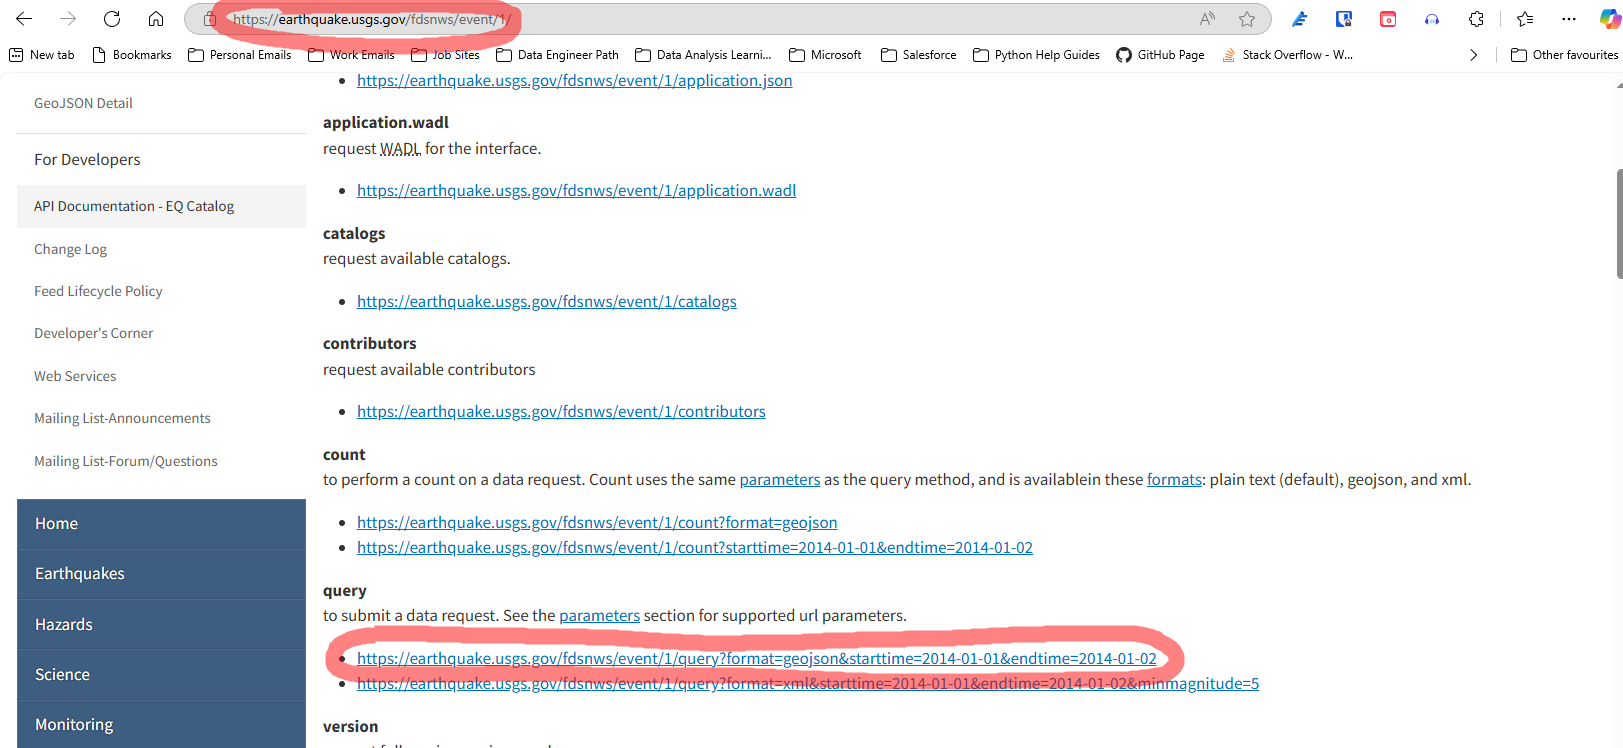 https://earthquake.usgs.gov/fdsnws/event/1/
New tab
Bookmarks
Personal Emails
Work Emails
Job Sites
Data Engineer Path
Data Analysis Learni...
Microsoft
Salesforce
Python Help Guides
GitHub Page
Stack Overflow - W...
Other favourites
GeoJSON Detail
For Developers
API Documentation - EQ Catalog
Change Log
Feed Lifecycle Policy
Developer's Corner
Web Services
Mailing List-Announcements
Mailing List-Forum/Questions
Home
Earthquakes
Hazards
Science
Monitoring
https://earthquake.usgs.gov/fdsnws/event/1/application.json
application.wadl
request WADL for the interface.
https://earthquake.usgs.gov/fdsnws/event/1/application.wadl
catalogs
request available catalogs.
https://earthquake.usgs.gov/fdsnws/event/1/catalogs
contributors
request available contributors
https://earthquake.usgs.gov/fdsnws/event/1/contributors
count
to perform a count on a data request. Count uses the same parameters as the query method, and is availablein these formats: plain text (default), geojson, and xml.
https://earthquake.usgs.gov/fdsnws/event/1/count?format=geojson
https://earthquake.usgs.gov/fdsnws/event/1/count?starttime=2014-01-01&endtime=2014-01-02
query
to submit a data request. See the parameters section for supported url parameters.
https://earthquake.usgs.gov/fdsnws/event/1/query?format=geojson&starttime=2014-01-01&endtime=2014-01-02
https://earthquake.usgs.gov/fdsnws/event/1/query?format=xml&starttime=2014-01-01&endtime=2014-01-02&minmagnitude=5
version